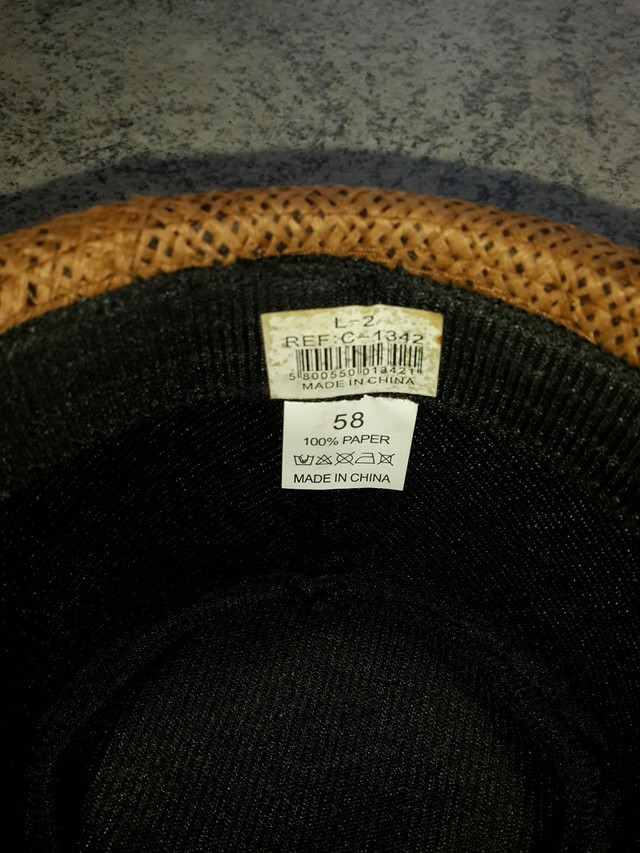 L-2
REF:C-1342
5 800550 013421
MADE IN CHINA
58
100% PAPER
MADE IN CHINA